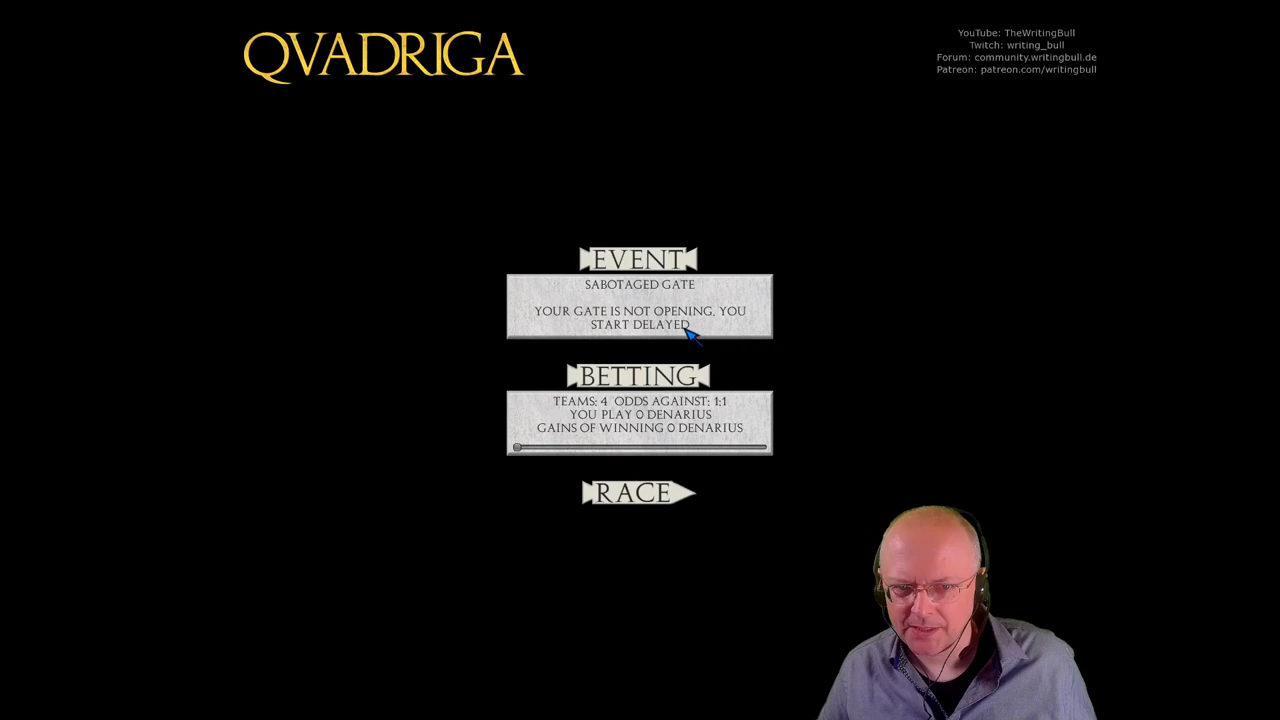 QVADRIGA
YouTube: TheWritingBull
Twitch: writing_bull
Forum: community.writingbull.de
Patreon: patreon.com/writingbull
EVENT
SABOTAGED GATE
YOUR GATE IS NOT OPENING, YOU
START DELAYED
BETTING
TEAMS: 4 ODDS AGAINST: 1:1
YOU PLAY 0 DENARIUS
GAINS OF WINNING 0 DENARIUS
RACE